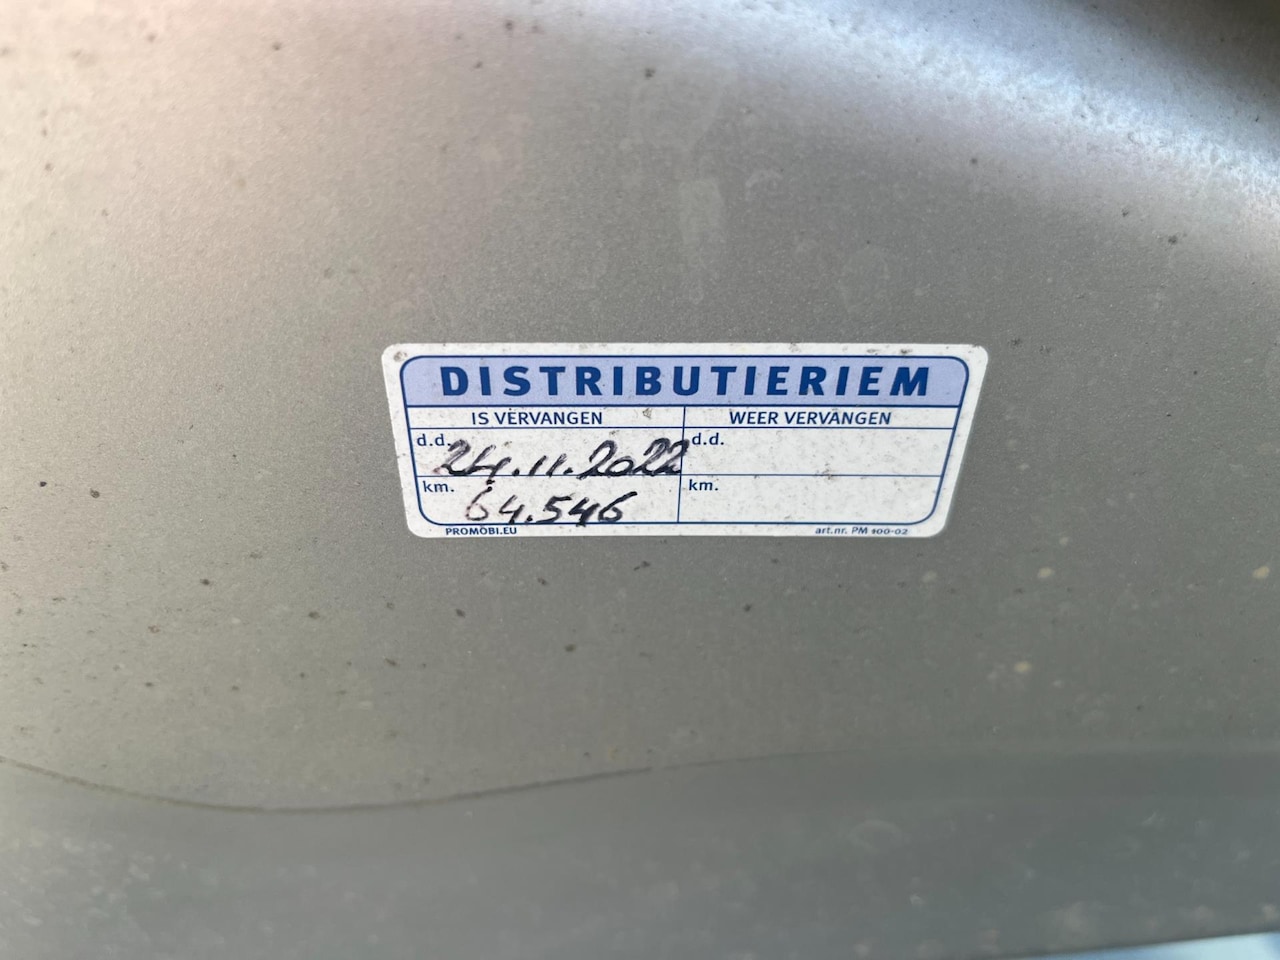 DISTRIBUTIERIEM
IS VERVANGEN WEER VERVANGEN
d.d. 24.11.2022 d.d.
km. 64.546 km.
PROMOBI.EU art.nr. PM 100-02